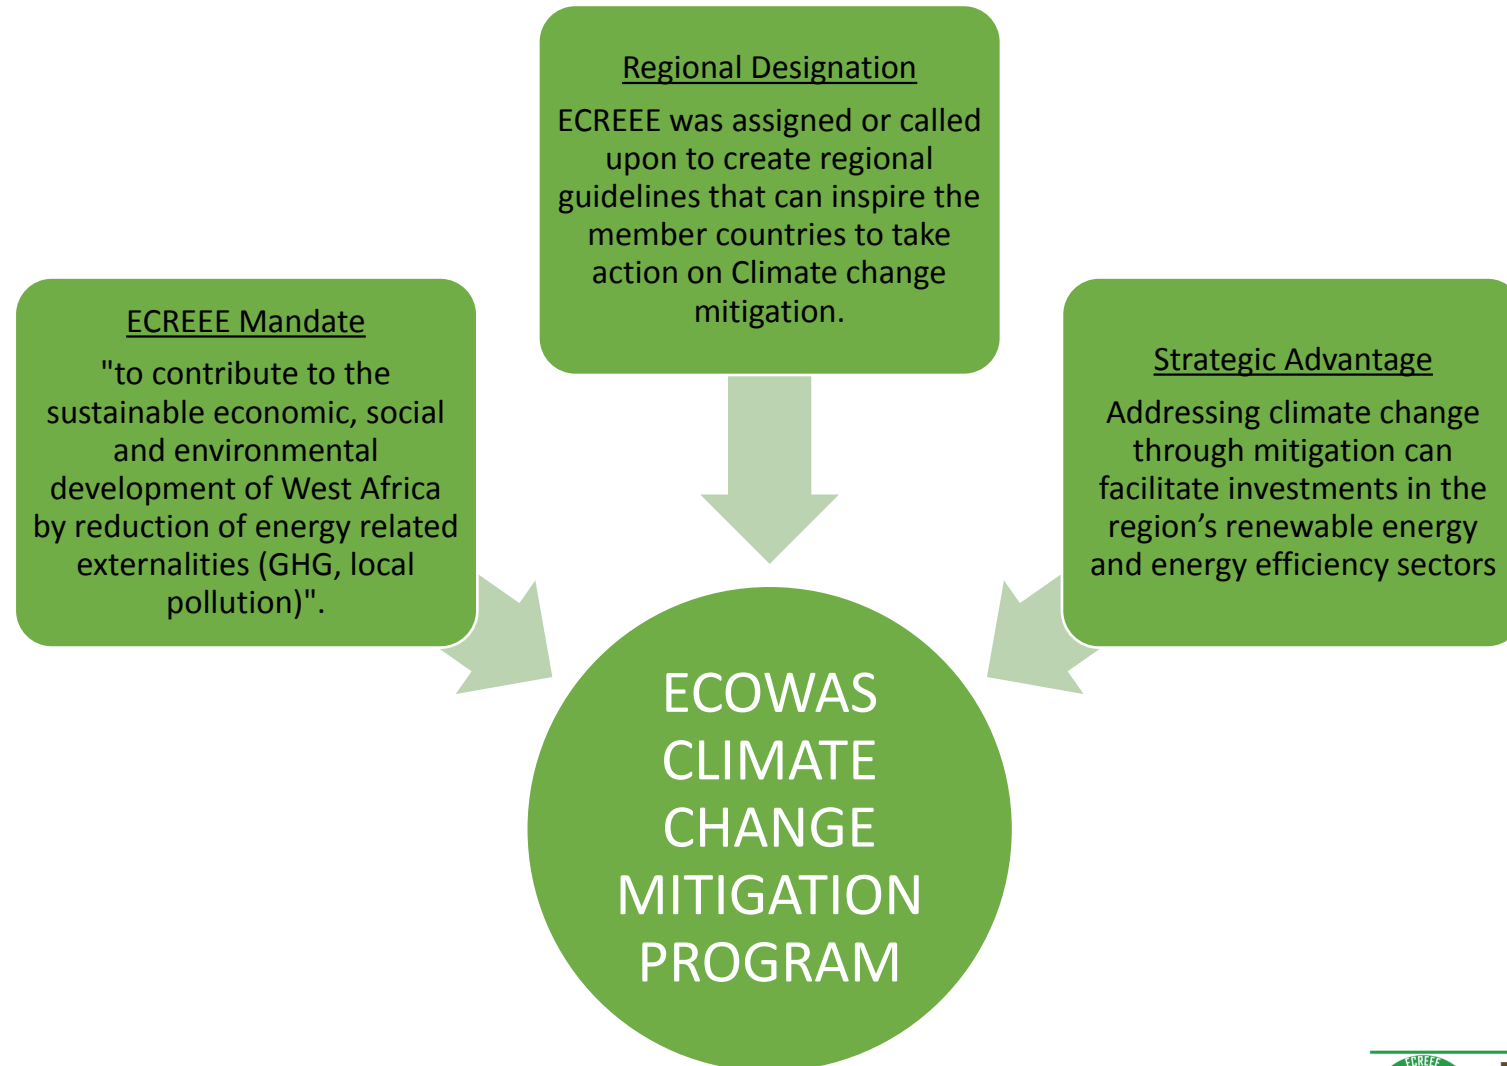 Regional Designation
ECREEE was assigned or called
upon to create regional
guidelines that can inspire the
member countries to take
action on Climate change
mitigation.
ECREEE Mandate
"to contribute to the
sustainable economic, social
and environmental
development of West Africa
by reduction of energy related
externalities (GHG, local
pollution)".
Strategic Advantage
Addressing climate change
through mitigation can
facilitate investments in the
region’s renewable energy
and energy efficiency sectors
ECOWAS
CLIMATE
CHANGE
MITIGATION
PROGRAM
ECREEE